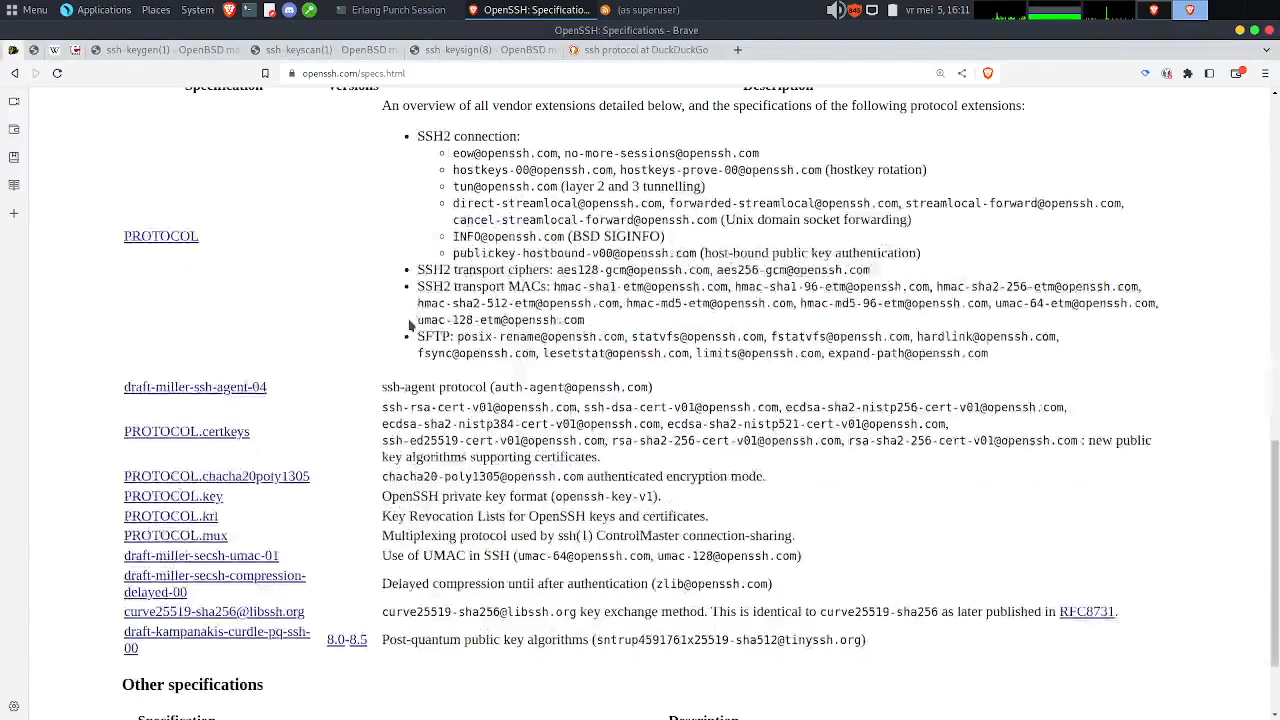 Menu Applications Places System Erlang Punch Session OpenSSH: Specificatio... (as superuser) 645 vr mei 5, 16:11
OpenSSH: Specifications - Brave
W ssh-keygen(1) - OpenBSD ma ssh-keyscan(1) - OpenBSD ma ssh-keysign(8) - OpenBSD m ssh protocol at DuckDuckGo
openssh.com/specs.html
Specification Versions Description
An overview of all vendor extensions detailed below, and the specifications of the following protocol extensions:
SSH2 connection:
eow@openssh.com, no-more-sessions@openssh.com
hostkeys-00@openssh.com, hostkeys-prove-00@openssh.com (hostkey rotation)
tun@openssh.com (layer 2 and 3 tunnelling)
direct-streamlocal@openssh.com, forwarded-streamlocal@openssh.com, streamlocal-forward@openssh.com,
cancel-streamlocal-forward@openssh.com (Unix domain socket forwarding)
PROTOCOL
INFO@openssh.com (BSD SIGINFO)
publickey-hostbound-v00@openssh.com (host-bound public key authentication)
SSH2 transport ciphers: aes128-gcm@openssh.com, aes256-gcm@openssh.com
SSH2 transport MACs: hmac-sha1-etm@openssh.com, hmac-sha1-96-etm@openssh.com, hmac-sha2-256-etm@openssh.com,
hmac-sha2-512-etm@openssh.com, hmac-md5-etm@openssh.com, hmac-md5-96-etm@openssh.com, umac-64-etm@openssh.com,
umac-128-etm@openssh.com
SFTP: posix-rename@openssh.com, statvfs@openssh.com, fstatvfs@openssh.com, hardlink@openssh.com,
fsync@openssh.com, lesetstat@openssh.com, limits@openssh.com, expand-path@openssh.com
draft-miller-ssh-agent-04 ssh-agent protocol (auth-agent@openssh.com)
ssh-rsa-cert-v01@openssh.com, ssh-dsa-cert-v01@openssh.com, ecdsa-sha2-nistp256-cert-v01@openssh.com,
ecdsa-sha2-nistp384-cert-v01@openssh.com, ecdsa-sha2-nistp521-cert-v01@openssh.com,
PROTOCOL.certkeys
ssh-ed25519-cert-v01@openssh.com, rsa-sha2-256-cert-v01@openssh.com, rsa-sha2-256-cert-v01@openssh.com : new public
key algorithms supporting certificates.
PROTOCOL.chacha20poty1305 chacha20-poly1305@openssh.com authenticated encryption mode.
PROTOCOL.key OpenSSH private key format (openssh-key-v1).
PROTOCOL.krl Key Revocation Lists for OpenSSH keys and certificates.
PROTOCOL.mux Multiplexing protocol used by ssh(1) ControlMaster connection-sharing.
draft-miller-secsh-umac-01 Use of UMAC in SSH (umac-64@openssh.com, umac-128@openssh.com)
draft-miller-secsh-compression-
delayed-00 Delayed compression until after authentication (zlib@openssh.com)
curve25519-sha256@libssh.org curve25519-sha256@libssh.org key exchange method. This is identical to curve25519-sha256 as later published in RFC8731.
draft-kampanakis-curdle-pq-ssh-
00 8.0-8.5 Post-quantum public key algorithms (sntrup4591761x25519-sha512@tinyssh.org)
Other specifications
Specification Description